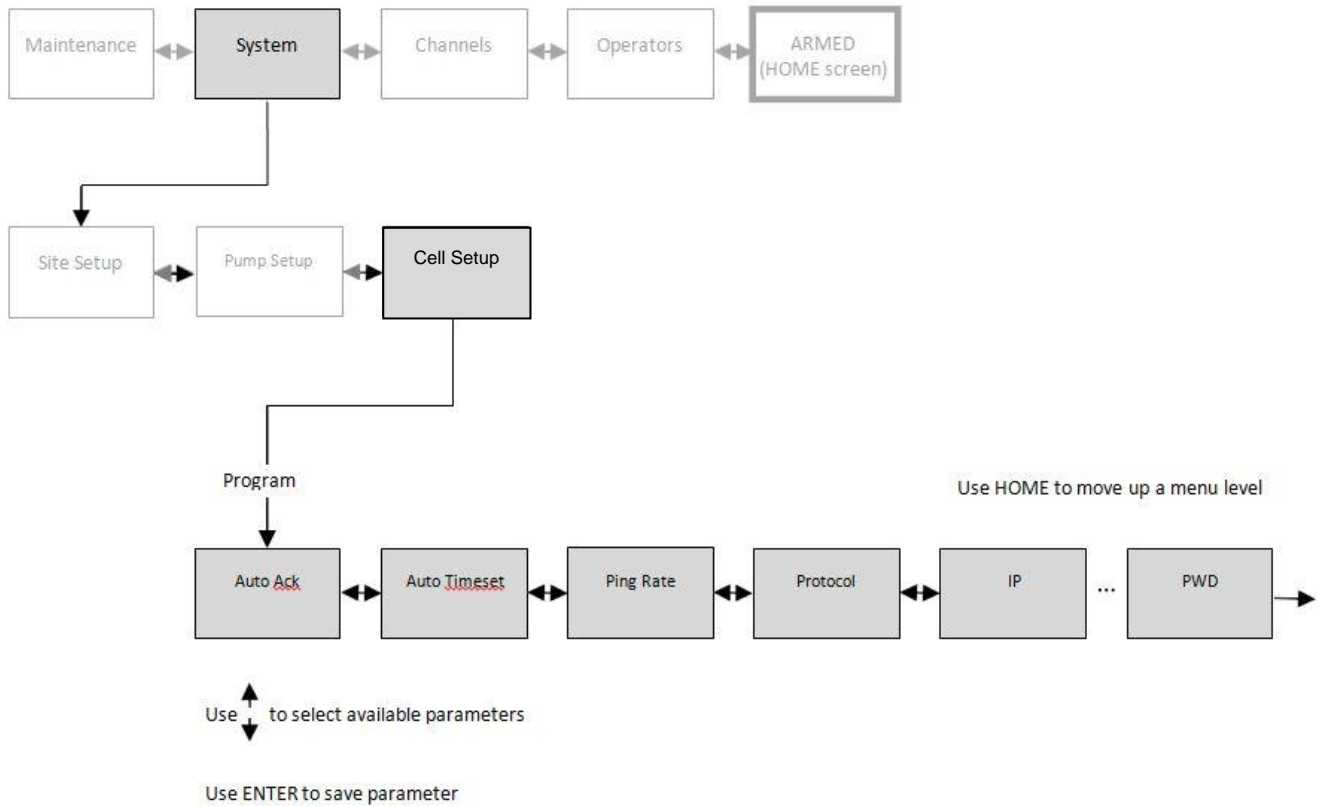 Maintenance
System
Channels
Operators
ARMED
(HOME screen)
Site Setup
Pump Setup
Cell Setup
Program
Use HOME to move up a menu level
Auto Ack
Auto Timeset
Ping Rate
Protocol
IP
...
PWD
Use to select available parameters
Use ENTER to save parameter